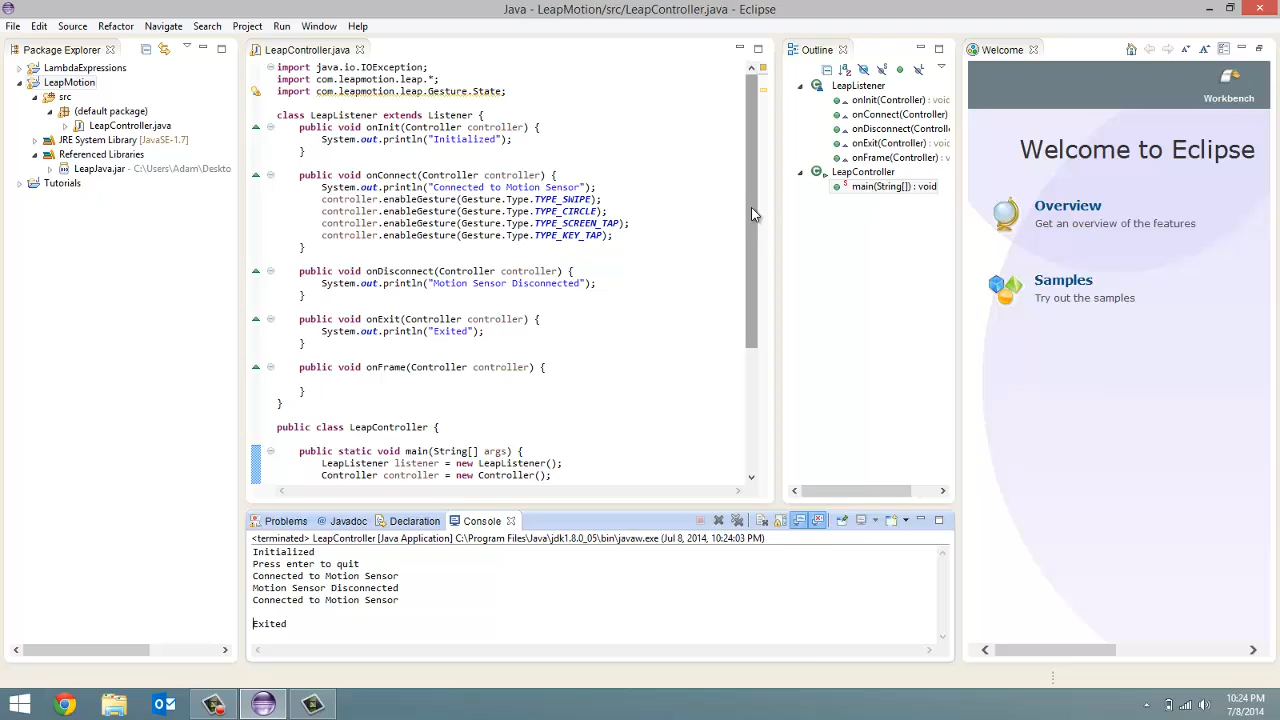 Java - LeapMotion/src/LeapController.java - Eclipse
File Edit Source Refactor Navigate Search Project Run Window Help
Package Explorer
LambdaExpressions
LeapMotion
src
(default package)
LeapController.java
JRE System Library [JavaSE-1.7]
Referenced Libraries
LeapJava.jar - C:\Users\Adam\Deskto
Tutorials
LeapController.java
import java.io.IOException;
import com.leapmotion.leap.*;
import com.leapmotion.leap.Gesture.State;
class LeapListener extends Listener {
public void onInit(Controller controller) {
System.out.println("Initialized");
}
public void onConnect(Controller controller) {
System.out.println("Connected to Motion Sensor");
controller.enableGesture(Gesture.Type.TYPE_SWIPE);
controller.enableGesture(Gesture.Type.TYPE_CIRCLE);
controller.enableGesture(Gesture.Type.TYPE_SCREEN_TAP);
controller.enableGesture(Gesture.Type.TYPE_KEY_TAP);
}
public void onDisconnect(Controller controller) {
System.out.println("Motion Sensor Disconnected");
}
public void onExit(Controller controller) {
System.out.println("Exited");
}
public void onFrame(Controller controller) {
}
}
public class LeapController {
public static void main(String[] args) {
LeapListener listener = new LeapListener();
Controller controller = new Controller();
Outline
LeapListener
onInit(Controller) : void
onConnect(Controller)
onDisconnect(Controlle
onExit(Controller) : void
onFrame(Controller) : v
LeapController
main(String[]) : void
Welcome
Workbench
Welcome to Eclipse
Overview
Get an overview of the features
Samples
Try out the samples
Problems @ Javadoc Declaration Console
<terminated> LeapController [Java Application] C:\Program Files\Java\jdk1.8.0_05\bin\javaw.exe (Jul 8, 2014, 10:24:03 PM)
Initialized
Press enter to quit
Connected to Motion Sensor
Motion Sensor Disconnected
Connected to Motion Sensor
Exited
10:24 PM
7/8/2014